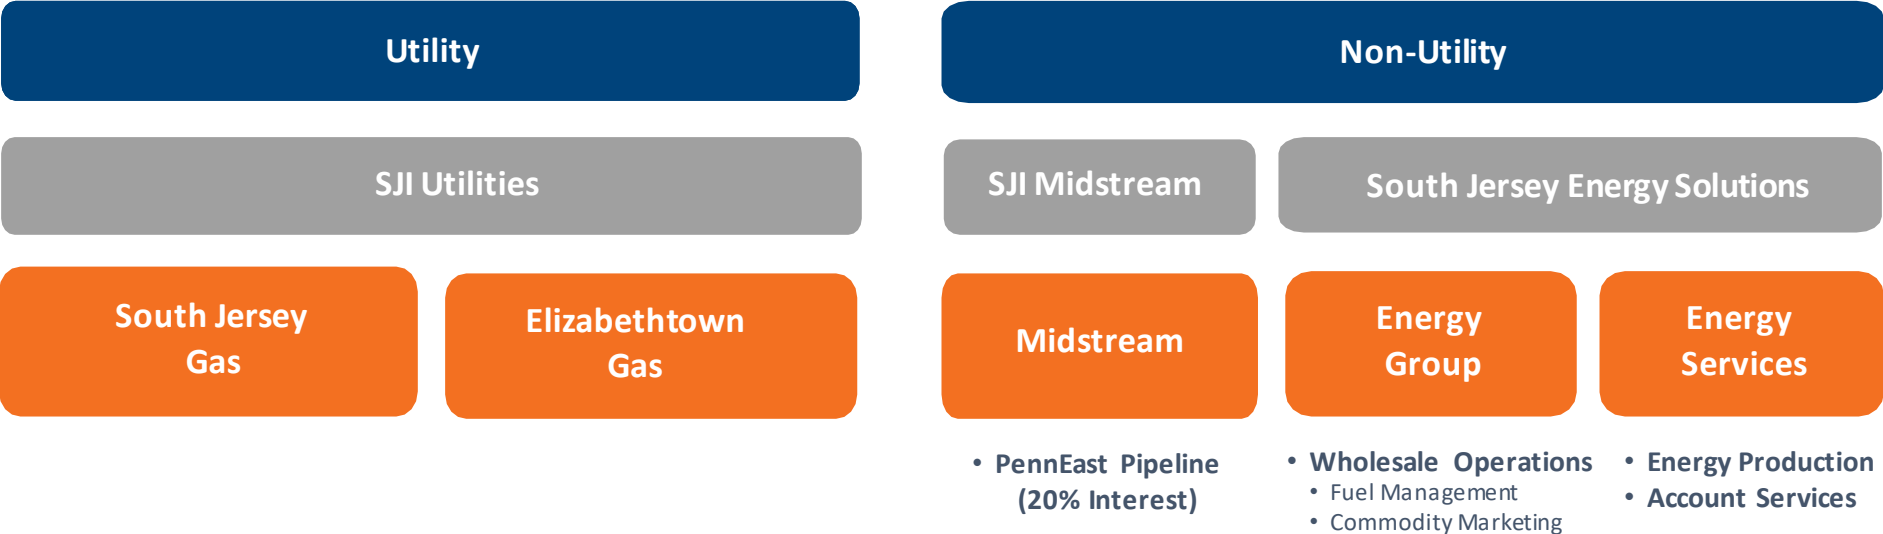 Utility
Non-Utility
SJI Utilities
SJI Midstream
South Jersey Energy Solutions
South Jersey
Gas
Elizabethtown
Gas
Midstream
Energy
Group
Energy
Services
• PennEast Pipeline
(20% Interest)
• Wholesale Operations
• Fuel Management
• Commodity Marketing
• Energy Production
• Account Services